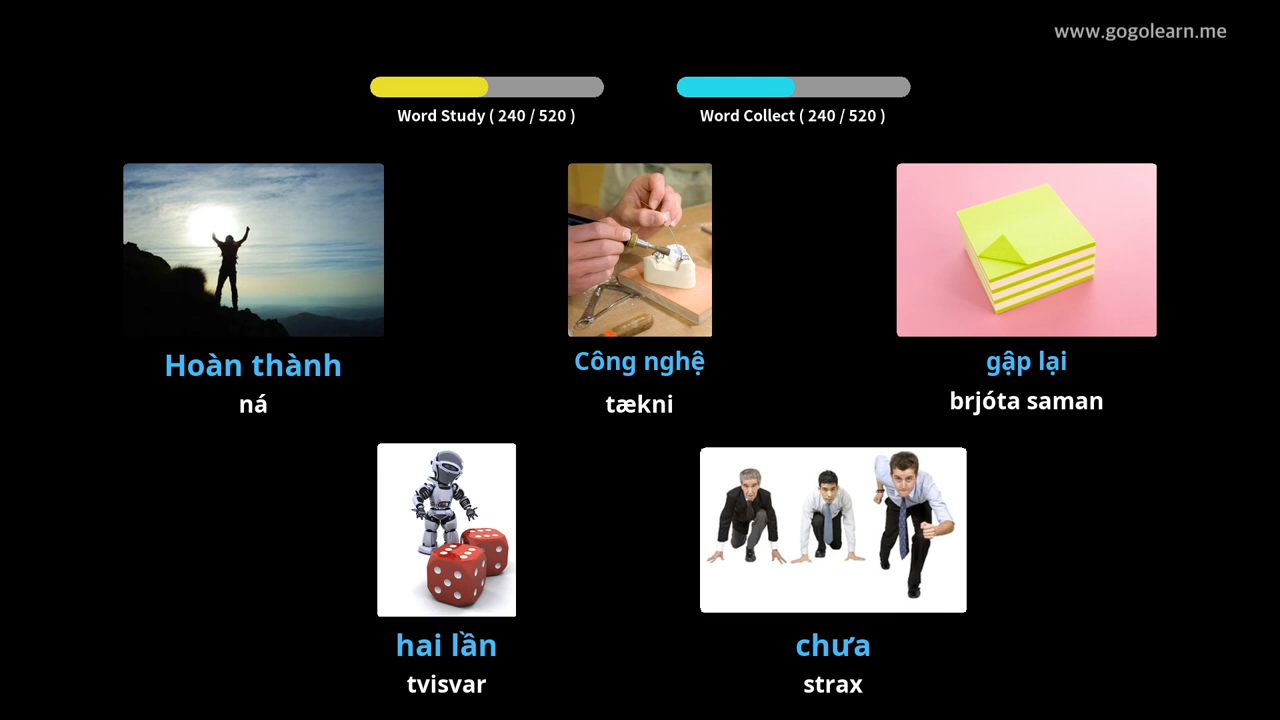 www.gogolearn.me
Word Study ( 240 / 520 )
Word Collect ( 240 / 520 )
Hoàn thành
ná
Công nghệ
tækni
gập lại
brjóta saman
hai lần
tvisvar
chưa
strax